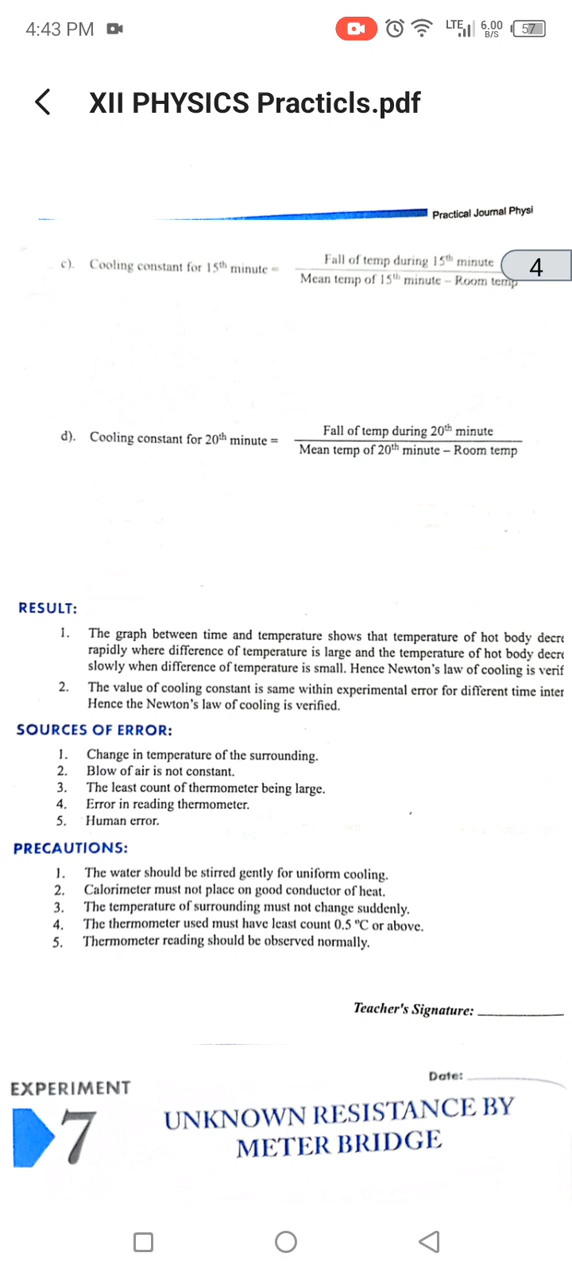 4:43 PM
LTE 6.00 B/S 57
XII PHYSICS Practicls.pdf
Practical Journal Physi
4
c). Cooling constant for 15th minute = Fall of temp during 15th minute
Mean temp of 15th minute – Room temp
d). Cooling constant for 20th minute = Fall of temp during 20th minute
Mean temp of 20th minute – Room temp
RESULT:
1. The graph between time and temperature shows that temperature of hot body decre
rapidly where difference of temperature is large and the temperature of hot body decre
slowly when difference of temperature is small. Hence Newton's law of cooling is verif
2. The value of cooling constant is same within experimental error for different time inter
Hence the Newton's law of cooling is verified.
SOURCES OF ERROR:
1. Change in temperature of the surrounding.
2. Blow of air is not constant.
3. The least count of thermometer being large.
4. Error in reading thermometer.
5. Human error.
PRECAUTIONS:
1. The water should be stirred gently for uniform cooling.
2. Calorimeter must not place on good conductor of heat.
3. The temperature of surrounding must not change suddenly.
4. The thermometer used must have least count 0.5 ºC or above.
5. Thermometer reading should be observed normally.
Teacher's Signature:
Date:
EXPERIMENT
7
UNKNOWN RESISTANCE BY
METER BRIDGE